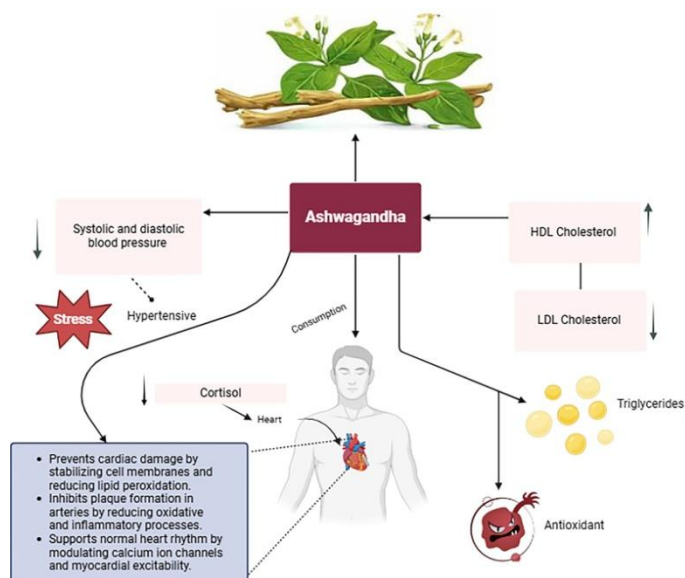 Ashwagandha
Systolic and diastolic
blood pressure
HDL Cholesterol
Stress
Hypertensive
Consumption
LDL Cholesterol
Cortisol
Heart
Triglycerides
• Prevents cardiac damage by
stabilizing cell membranes and
reducing lipid peroxidation.
• Inhibits plaque formation in
arteries by reducing oxidative
and inflammatory processes.
• Supports normal heart rhythm by
modulating calcium ion channels
and myocardial excitability.
Antioxidant